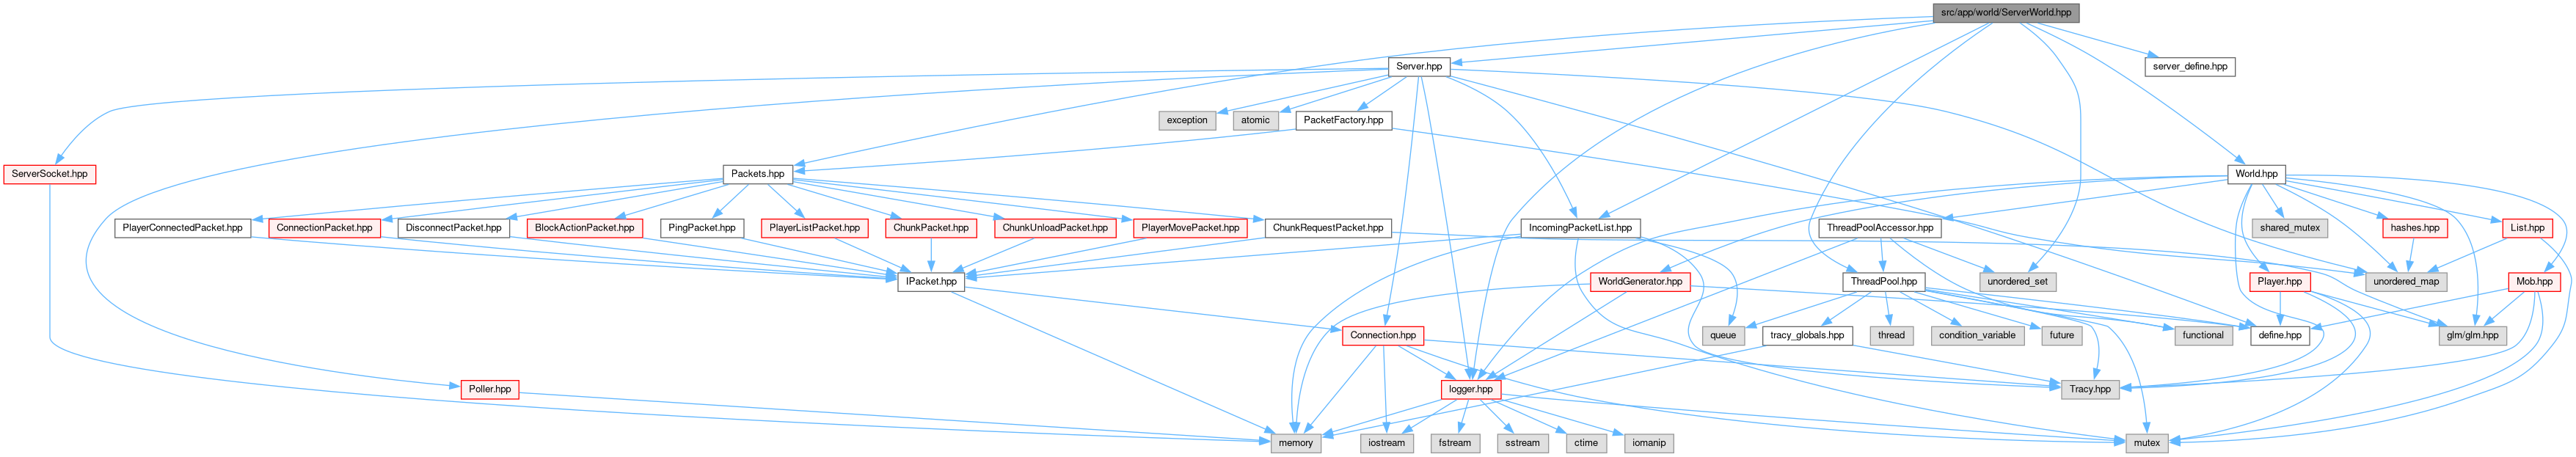 src/app/world/ServerWorld.hpp
Server.hpp
server_define.hpp
exception
atomic
PacketFactory.hpp
ServerSocket.hpp
Packets.hpp
World.hpp
PlayerConnectedPacket.hpp
ConnectionPacket.hpp
DisconnectPacket.hpp
BlockActionPacket.hpp
PingPacket.hpp
PlayerListPacket.hpp
ChunkPacket.hpp
ChunkUnloadPacket.hpp
PlayerMovePacket.hpp
ChunkRequestPacket.hpp
IncomingPacketList.hpp
ThreadPoolAccessor.hpp
shared_mutex
hashes.hpp
List.hpp
IPacket.hpp
WorldGenerator.hpp
ThreadPool.hpp
unordered_set
Player.hpp
unordered_map
Mob.hpp
Connection.hpp
queue
tracy_globals.hpp
thread
condition_variable
future
functional
define.hpp
glm/glm.hpp
Poller.hpp
logger.hpp
Tracy.hpp
memory
iostream
fstream
sstream
ctime
iomanip
mutex